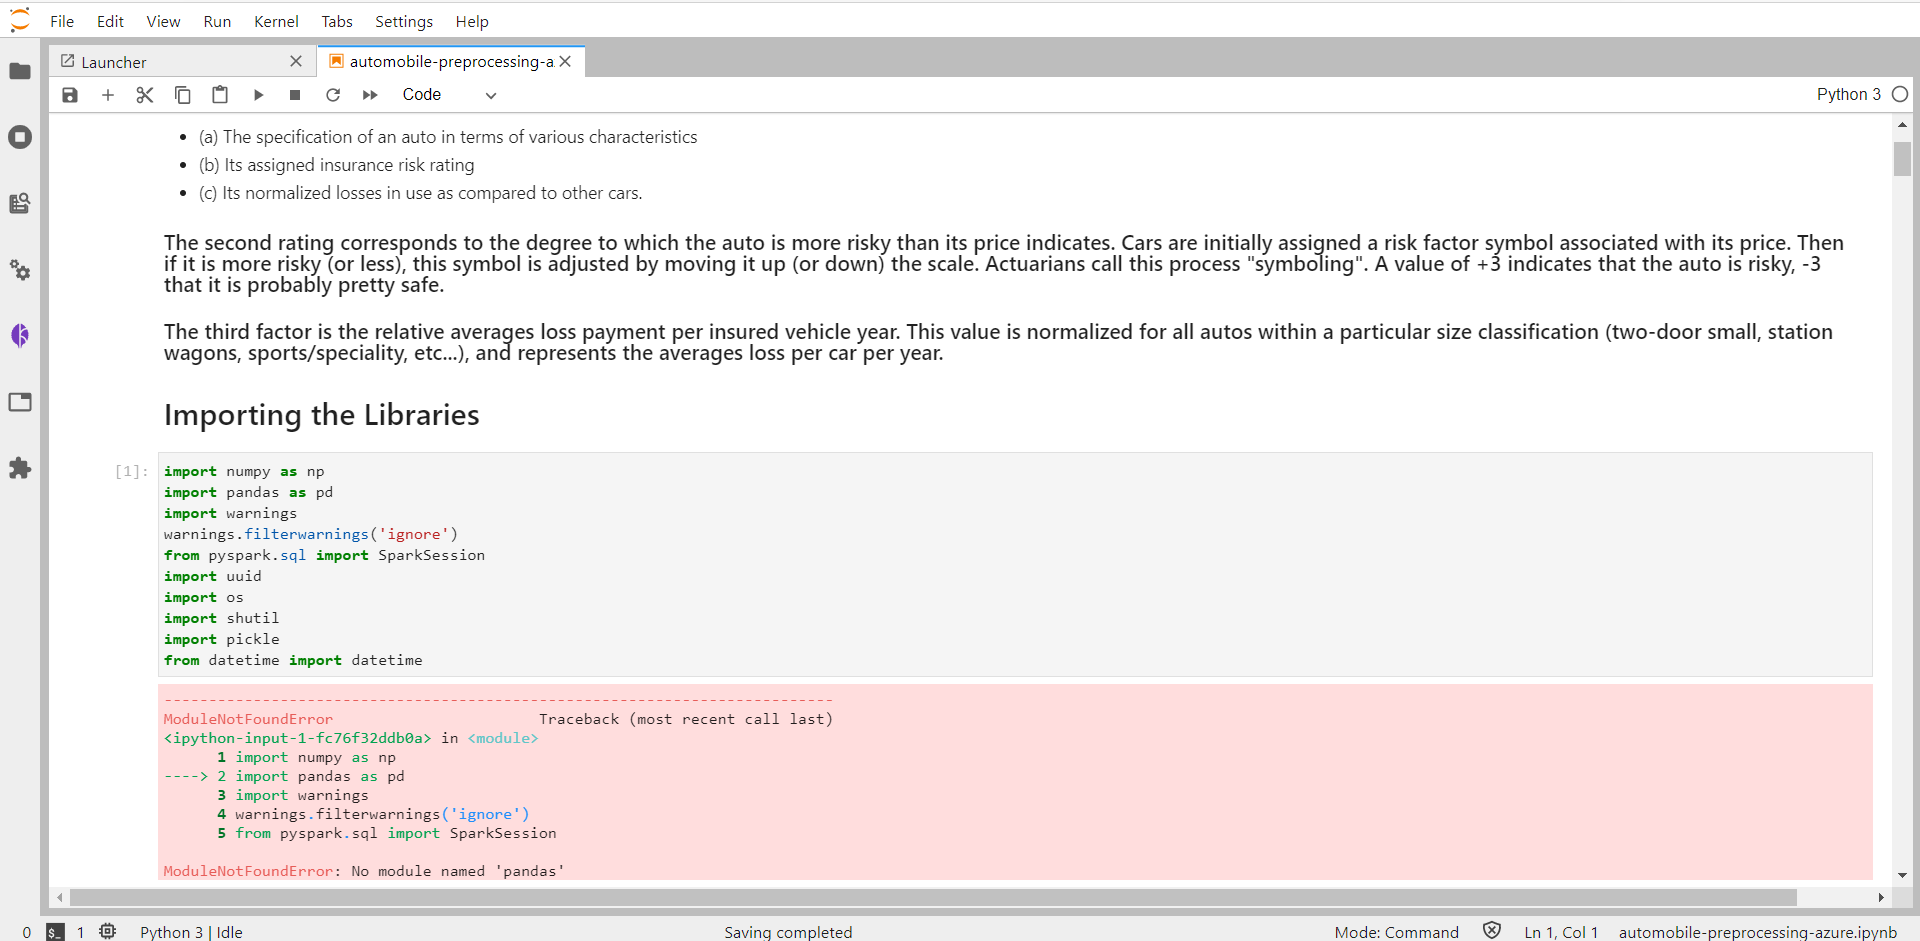 File Edit View Run Kernel Tabs Settings Help
Launcher automobile-preprocessing-a
Code Python 3
(a) The specification of an auto in terms of various characteristics
(b) Its assigned insurance risk rating
(c) Its normalized losses in use as compared to other cars.
The second rating corresponds to the degree to which the auto is more risky than its price indicates. Cars are initially assigned a risk factor symbol associated with its price. Then
if it is more risky (or less), this symbol is adjusted by moving it up (or down) the scale. Actuarians call this process "symboling". A value of +3 indicates that the auto is risky, -3
that it is probably pretty safe.
The third factor is the relative averages loss payment per insured vehicle year. This value is normalized for all autos within a particular size classification (two-door small, station
wagons, sports/speciality, etc...), and represents the averages loss per car per year.
Importing the Libraries
[1]: import numpy as np
import pandas as pd
import warnings
warnings.filterwarnings('ignore')
from pyspark.sql import SparkSession
import uuid
import os
import shutil
import pickle
from datetime import datetime
---------------------------------------------------------------------------
ModuleNotFoundError Traceback (most recent call last)
<ipython-input-1-fc76f32ddb0a> in <module>
1 import numpy as np
----> 2 import pandas as pd
3 import warnings
4 warnings.filterwarnings('ignore')
5 from pyspark.sql import SparkSession
ModuleNotFoundError: No module named 'pandas'
0 $_ 1 Python 3 | Idle Saving completed Mode: Command Ln 1, Col 1 automobile-preprocessing-azure.ipynb